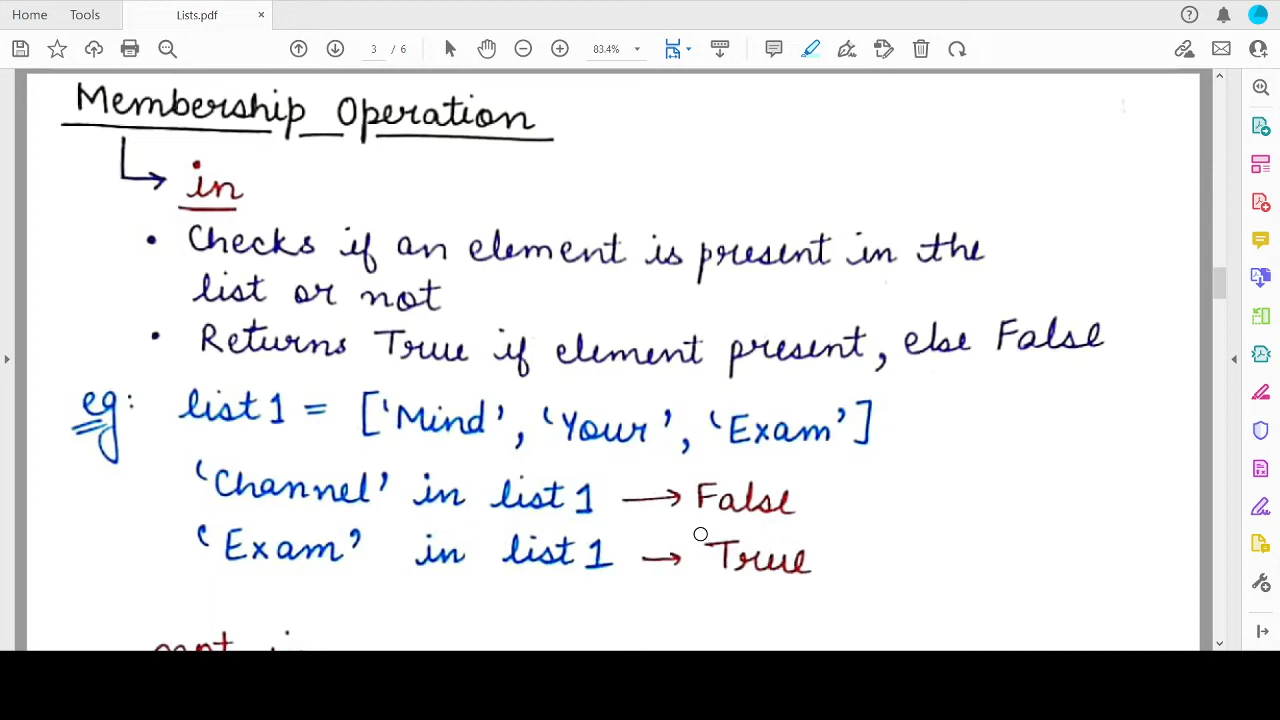 Home Tools Lists.pdf ×
3 / 6 83.4%
Membership Operation
in
• Checks if an element is present in the
list or not
• Returns True if element present, else False
eg: list1 = ['Mind', 'Your', 'Exam']
'Channel' in list1 → False
'Exam' in list1 → True
not in